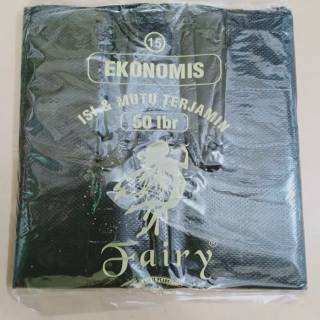 15
EKONOMIS
ISI & MUTU TERJAMIN
50 lbr
Fairy®